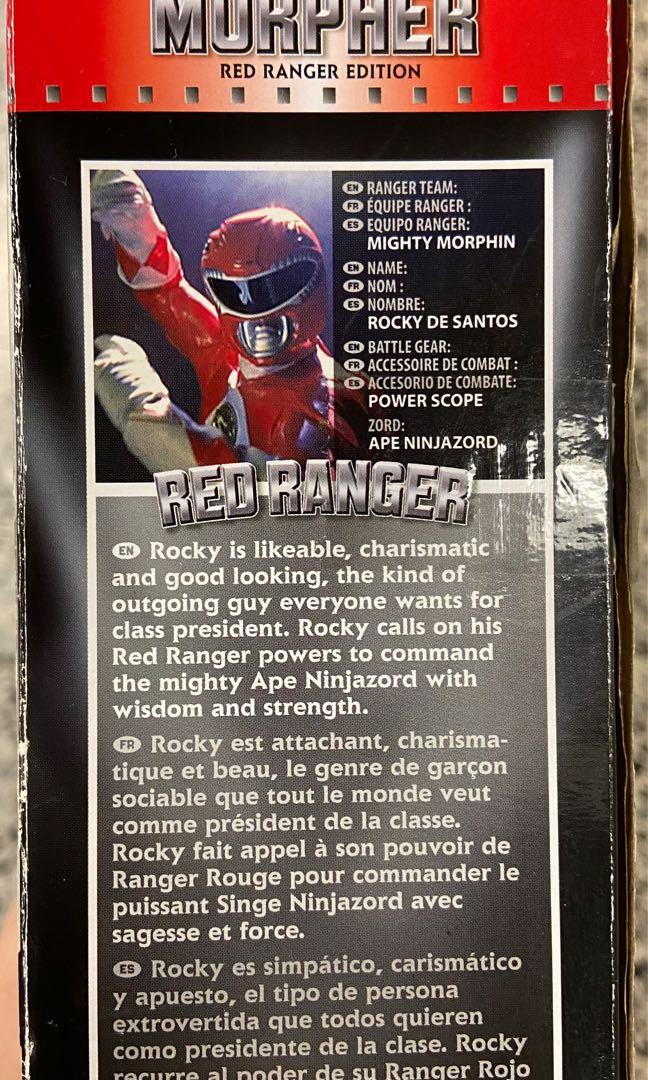 MORPHER
RED RANGER EDITION
EN RANGER TEAM:
FR ÉQUIPE RANGER :
ES EQUIPO RANGER:
MIGHTY MORPHIN
EN NAME:
FR NOM :
ES NOMBRE:
ROCKY DE SANTOS
EN BATTLE GEAR:
FR ACCESSOIRE DE COMBAT :
ES ACCESORIO DE COMBATE:
POWER SCOPE
ZORD:
APE NINJAZORD
RED RANGER
EN Rocky is likeable, charismatic
and good looking, the kind of
outgoing guy everyone wants for
class president. Rocky calls on his
Red Ranger powers to command
the mighty Ape Ninjazord with
wisdom and strength.
FR Rocky est attachant, charisma-
tique et beau, le genre de garçon
sociable que tout le monde veut
comme président de la classe.
Rocky fait appel à son pouvoir de
Ranger Rouge pour commander le
puissant Singe Ninjazord avec
sagesse et force.
ES Rocky es simpático, carismático
y apuesto, el tipo de persona
extrovertida que todos quieren
como presidente de la clase. Rocky
recurre al poder de su Ranger Rojo